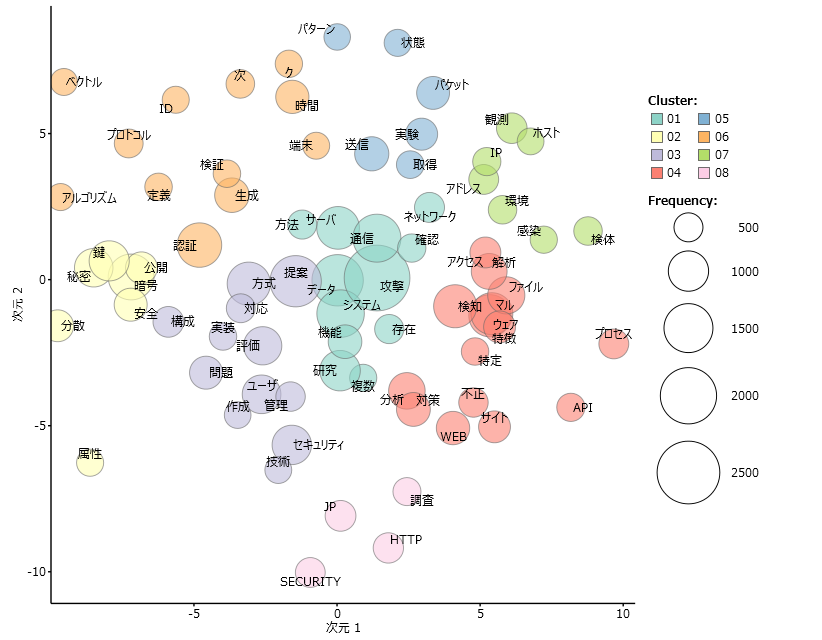 パターン
状態
ベクトル
次
ク
パケット
ID
時間
観測
ホスト
プロトコル
端末
送信
実験
IP
検証
取得
アドレス
アルゴリズム
定義
生成
ネットワーク
環境
方法
サーバ
通信
確認
感染
検体
認証
鍵
公開
秘密
暗号
方式
提案
データ
攻撃
アクセス
解析
ファイル
安全
対応
システム
検知
マル
ウェア
分散
構成
実装
機能
存在
特徴
プロセス
評価
特定
問題
研究
複数
ユーザ
管理
作成
分析
対策
不正
API
サイト
WEB
セキュリティ
属性
技術
調査
JP
HTTP
SECURITY
5
0
-5
-10
次元 2
-5
0
5
10
次元 1
Cluster:
01
05
02
06
03
07
04
08
Frequency:
500
1000
1500
2000
2500